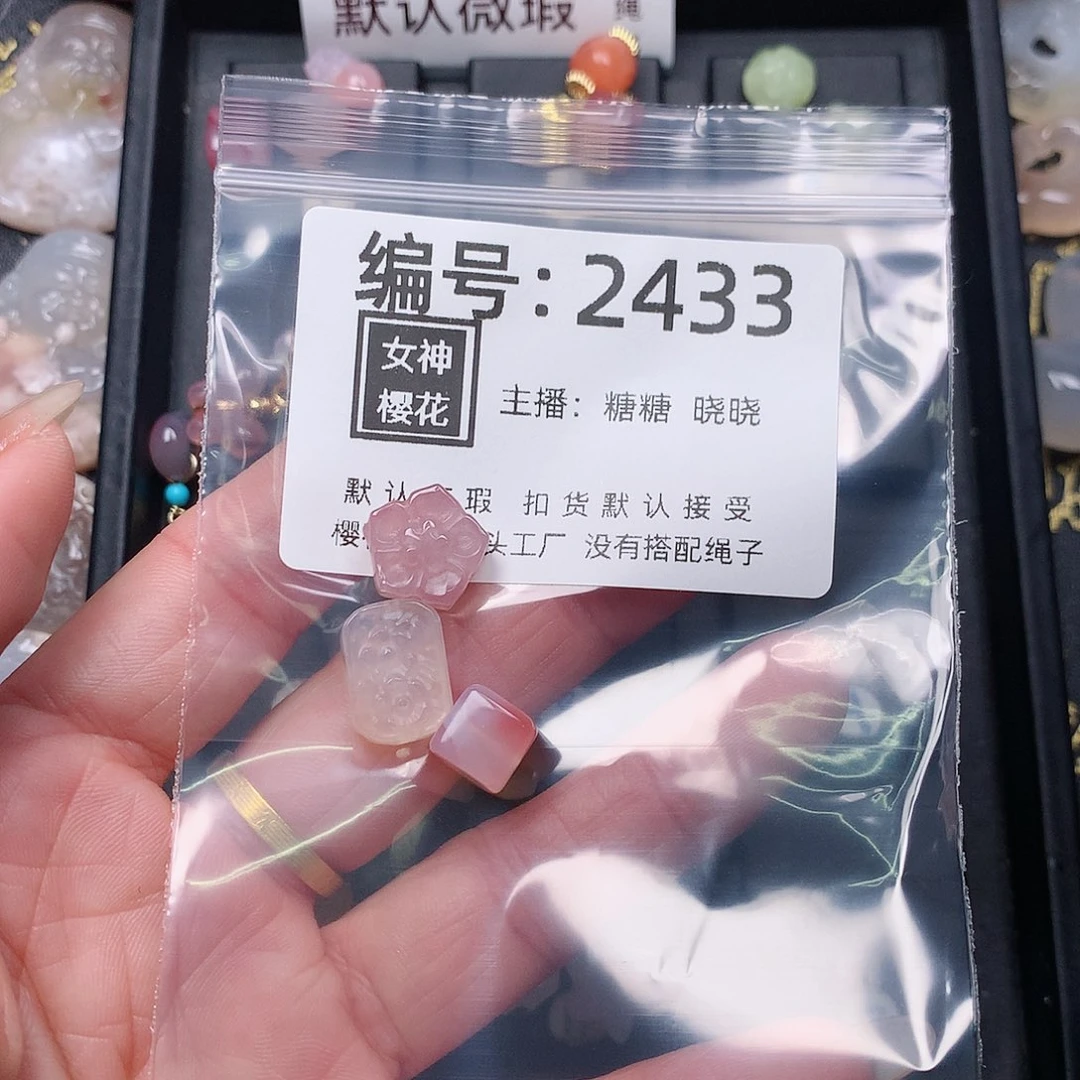 默认微瑕
绳
编号：2433
女神
樱花
主播：糖糖 晓晓
默认 瑕 扣货默认接受
樱 头工厂 没有搭配绳子